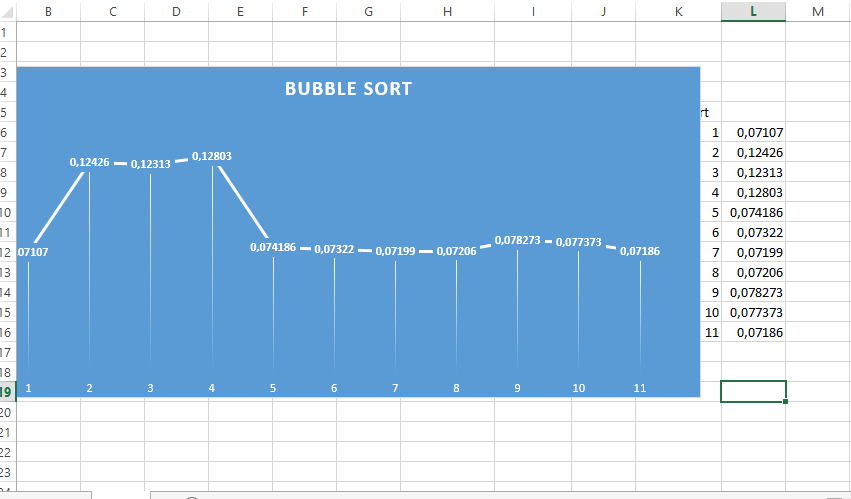 B C D E F G H I J K L M
1
2
3
BUBBLE SORT
4
5 rt
6 1 0,07107
7 2 0,12426
8 3 0,12313
9 4 0,12803
10 5 0,074186
11 6 0,07322
12 7 0,07199
13 8 0,07206
14 9 0,078273
15 10 0,077373
16 11 0,07186
17
18
19
20
21
22
23
0,12426 0,12313 0,12803
07107 0,074186 0,07322 0,07199 0,07206 0,078273 0,077373 0,07186
1 2 3 4 5 6 7 8 9 10 11